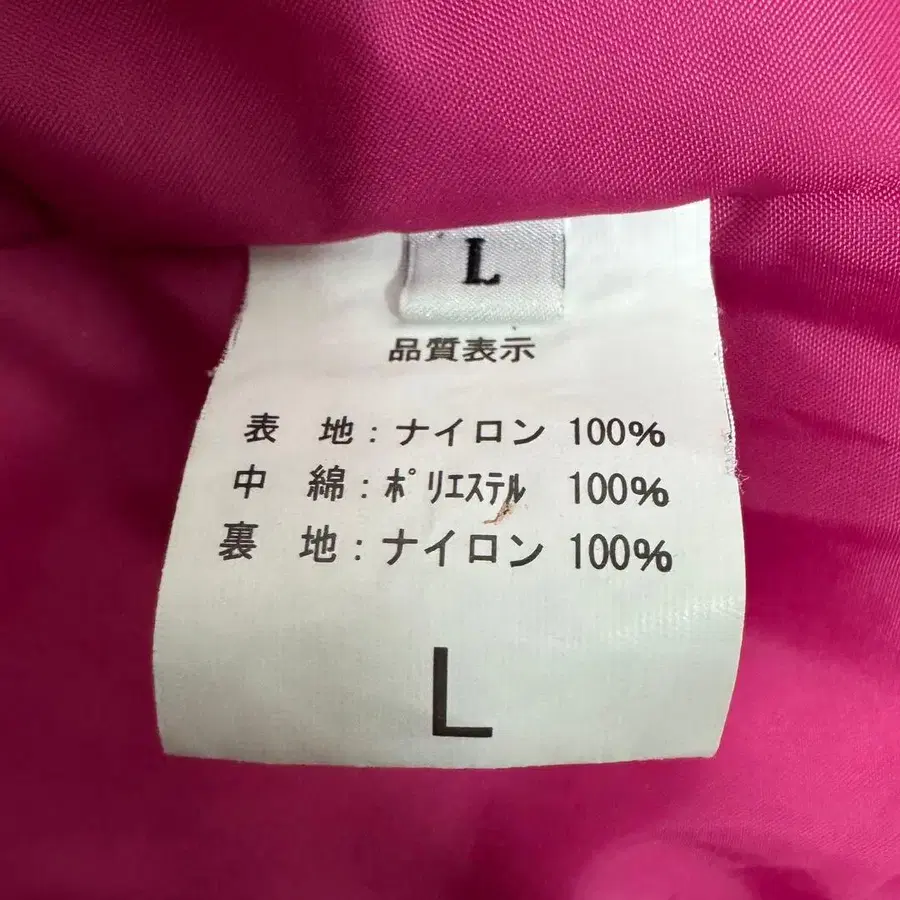 L
品質表示
表 地：ナイロン 100%
中 綿：ﾎﾟﾘｴｽﾃﾙ 100%
裏 地：ナイロン 100%
L